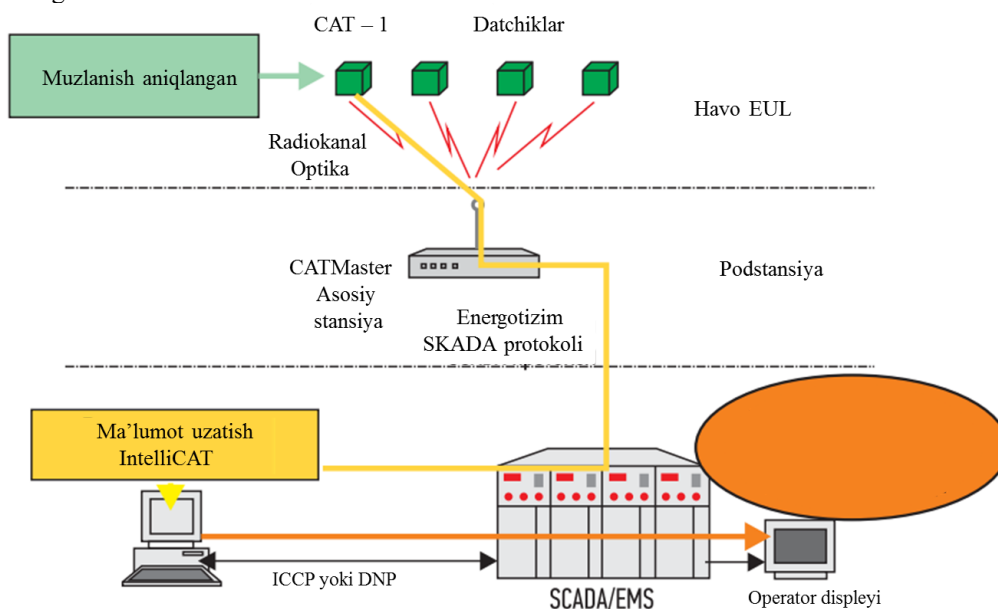 CAT – 1
Datchiklar
Muzlanish aniqlangan
Havo EUL
Radiokanal
Optika
CATMaster
Asosiy
stansiya
Podstansiya
Energotizim
SKADA protokoli
Ma’lumot uzatish
IntelliCAT
ICCP yoki DNP
SCADA/EMS
Operator displeyi